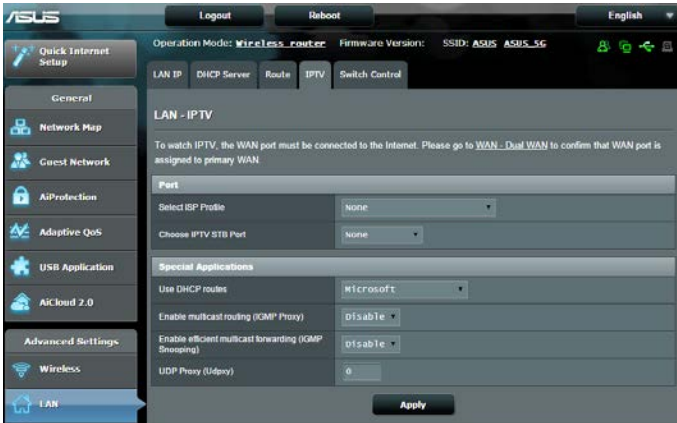 ASUS
Logout
Reboot
English
Quick Internet
Setup
Operation Mode: Wireless router Firmware Version: SSID: ASUS ASUS_5G
LAN IP
DHCP Server
Route
IPTV
Switch Control
General
Network Map
Guest Network
AiProtection
Adaptive QoS
USB Application
AiCloud 2.0
Advanced Settings
Wireless
LAN
LAN - IPTV
To watch IPTV, the WAN port must be connected to the Internet. Please go to WAN - Dual WAN to confirm that WAN port is
assigned to primary WAN.
Port
Select ISP Profile
None
Choose IPTV STB Port
None
Special Applications
Use DHCP routes
Microsoft
Enable multicast routing (IGMP Proxy)
Disable
Enable efficient multicast forwarding (IGMP
Snooping)
Disable
UDP Proxy (Udpxy)
0
Apply